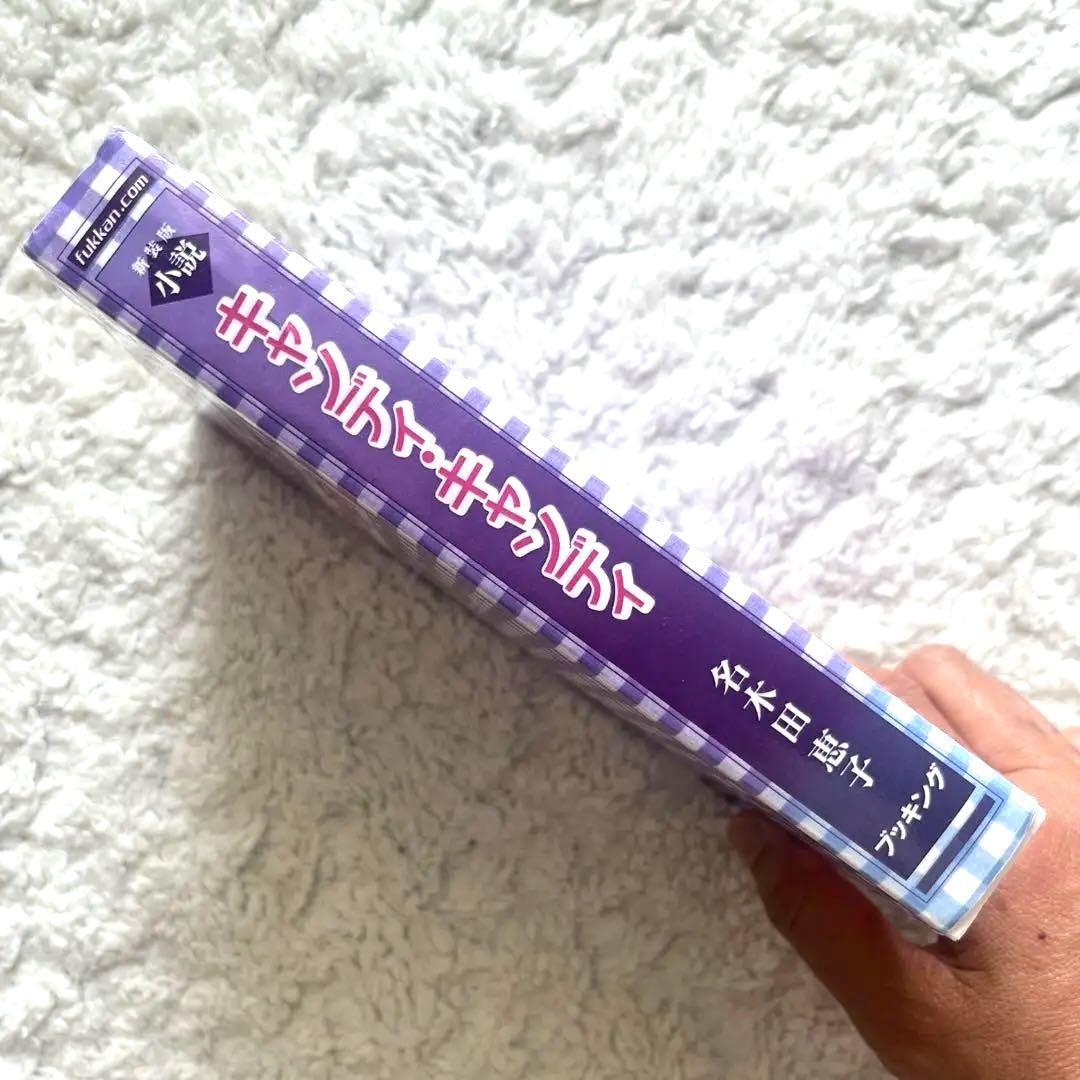 fukkan.com
新装版
小説
キャンディ・キャンディ
名木田恵子
ブッキング